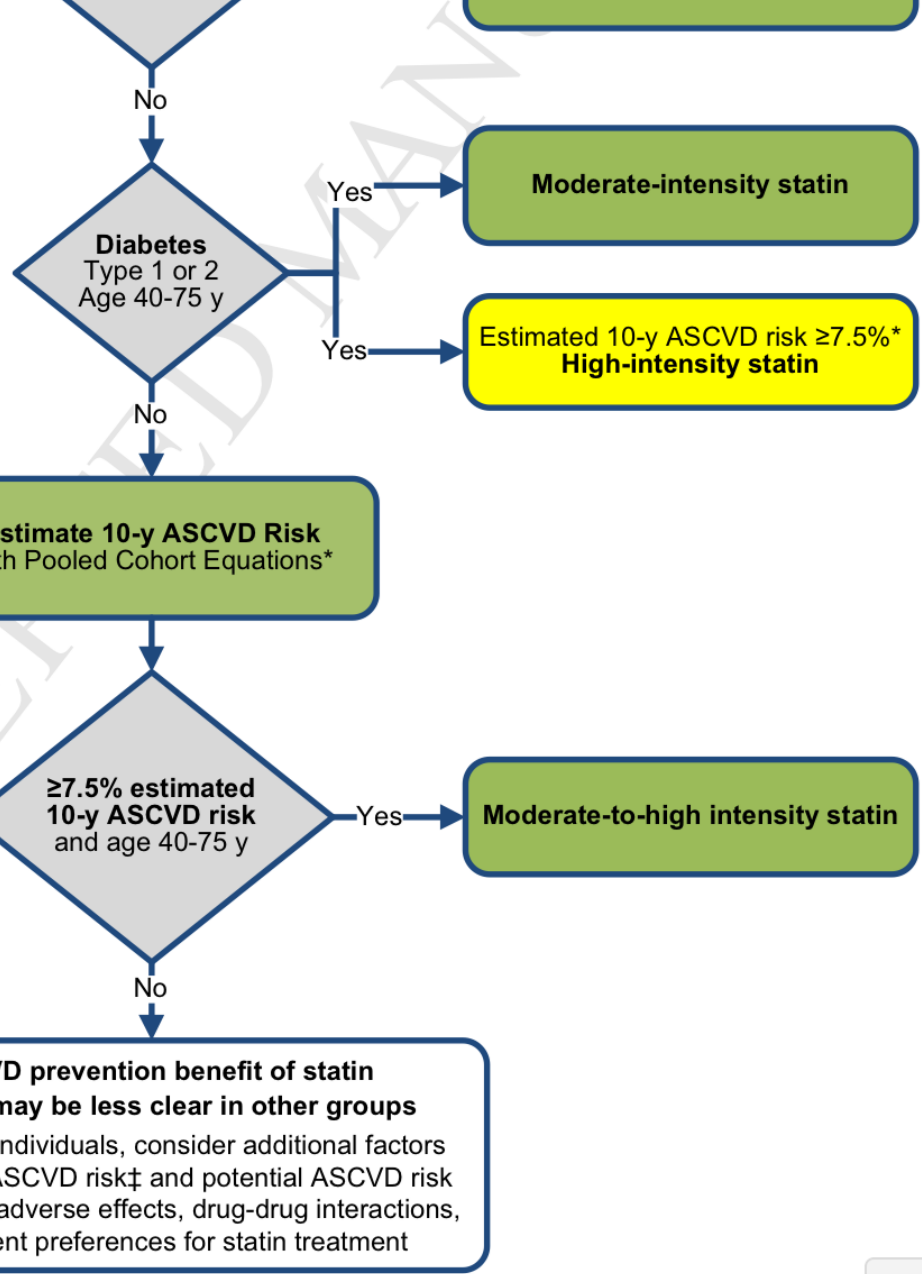 No
Yes
Moderate-intensity statin
Diabetes
Type 1 or 2
Age 40-75 y
Yes
Estimated 10-y ASCVD risk ≥7.5%*
High-intensity statin
No
stimate 10-y ASCVD Risk
th Pooled Cohort Equations*
≥7.5% estimated
10-y ASCVD risk
and age 40-75 y
Yes
Moderate-to-high intensity statin
No
D prevention benefit of statin
may be less clear in other groups
ndividuals, consider additional factors
ASCVD risk‡ and potential ASCVD risk
adverse effects, drug-drug interactions,
ent preferences for statin treatment